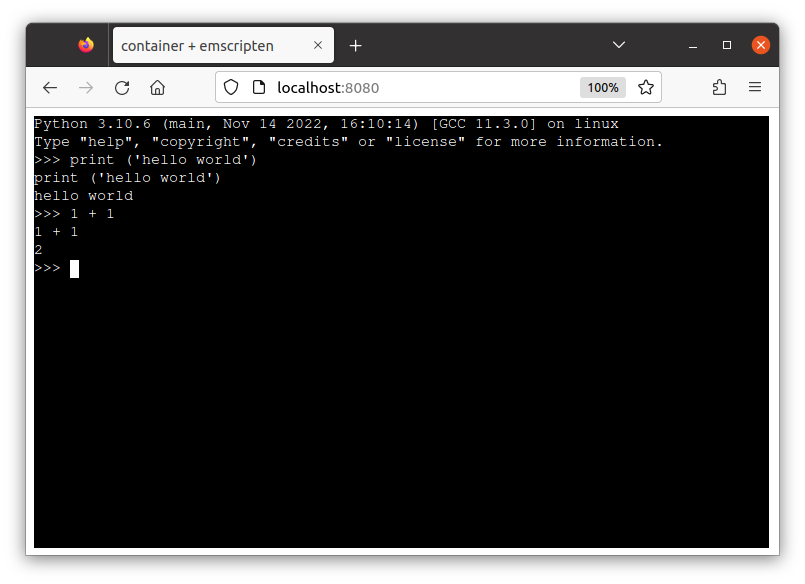 container + emscripten
localhost:8080
100%
Python 3.10.6 (main, Nov 14 2022, 16:10:14) [GCC 11.3.0] on linux
Type "help", "copyright", "credits" or "license" for more information.
>>> print ('hello world')
print ('hello world')
hello world
>>> 1 + 1
1 + 1
2
>>>